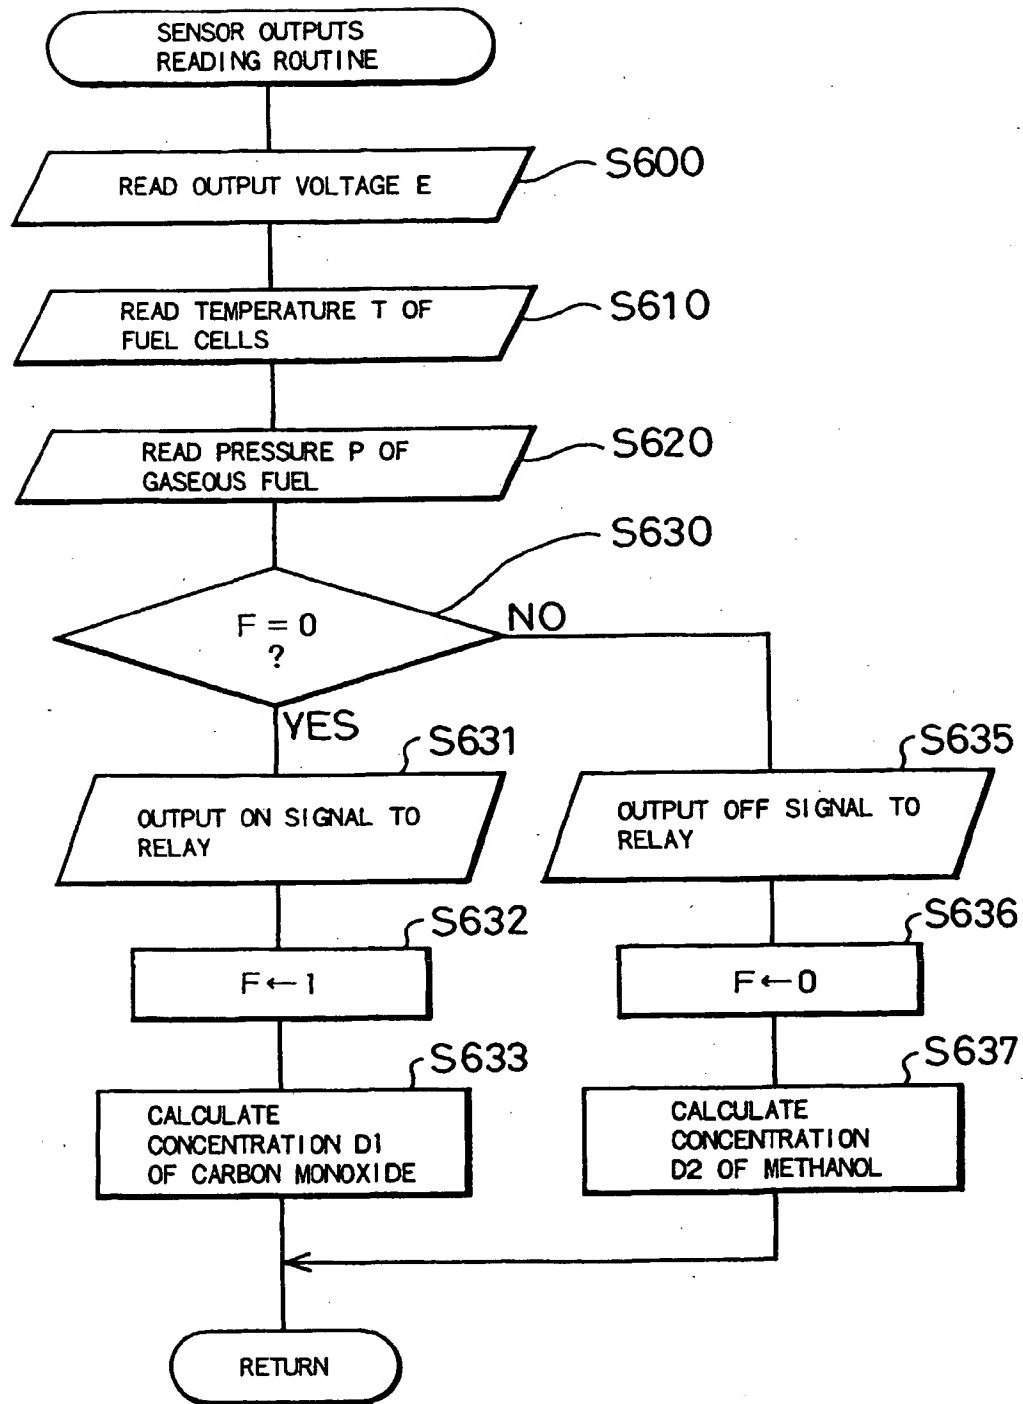 SENSOR OUTPUTS
READING ROUTINE
READ OUTPUT VOLTAGE E
S600
READ TEMPERATURE T OF
FUEL CELLS
S610
READ PRESSURE P OF
GASEOUS FUEL
S620
S630
F = 0
?
NO
YES
S631
OUTPUT ON SIGNAL TO
RELAY
S635
OUTPUT OFF SIGNAL TO
RELAY
S632
F ← 1
S636
F ← 0
S633
CALCULATE
CONCENTRATION D1
OF CARBON MONOXIDE
S637
CALCULATE
CONCENTRATION
D2 OF METHANOL
RETURN